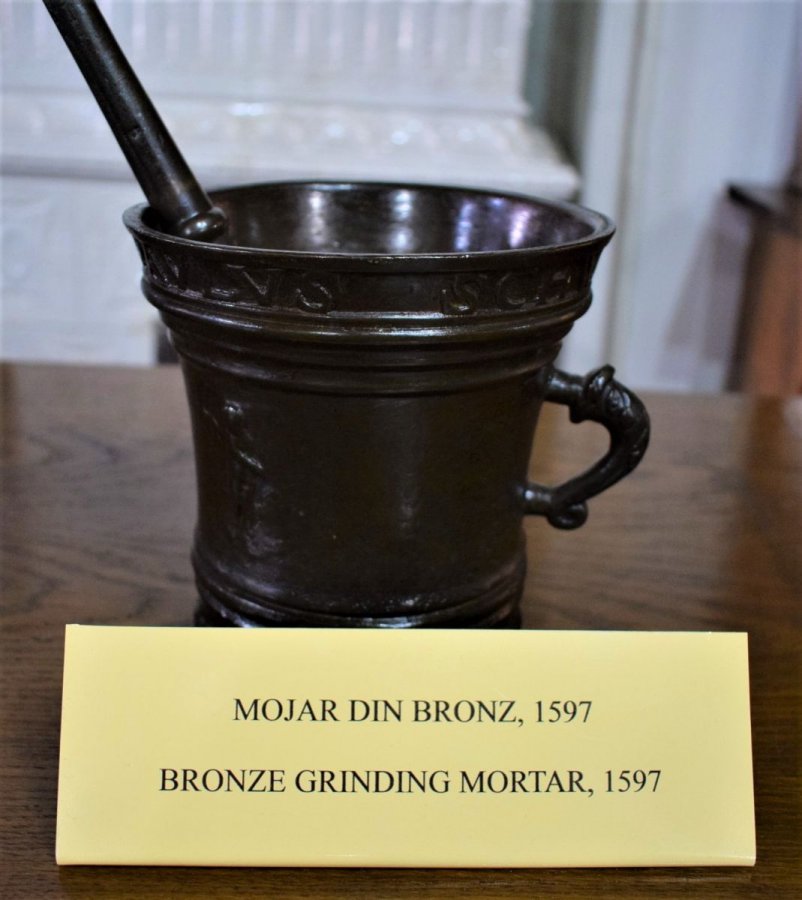 MOJAR DIN BRONZ, 1597
BRONZE GRINDING MORTAR, 1597